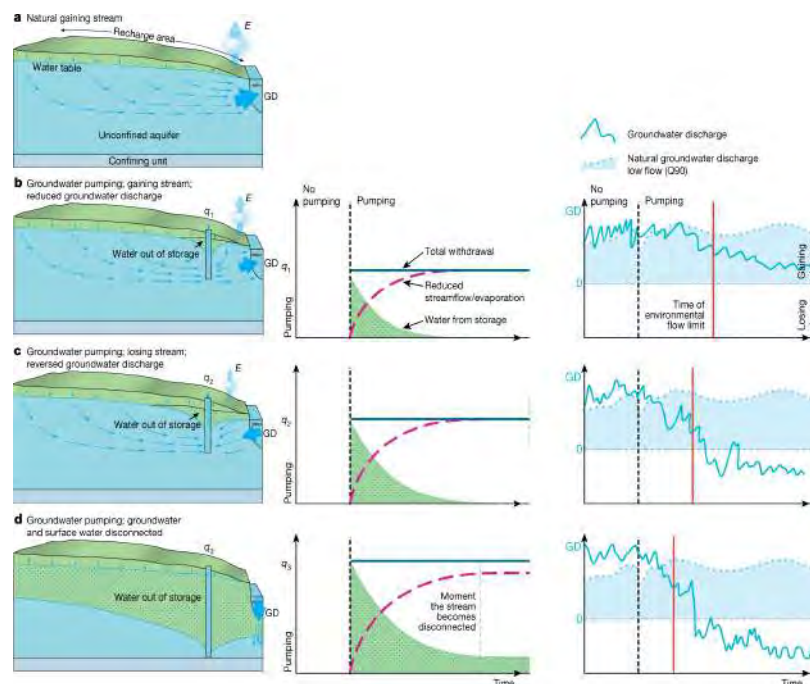 a Natural gaining stream
Recharge area
E
Water table
GD
Unconfined aquifer
Confining unit
Groundwater discharge
Natural groundwater discharge
low flow (Q90)
b Groundwater pumping; gaining stream;
reduced groundwater discharge
q1
E
Water out of storage
GD
No
pumping
Pumping
q1
Total withdrawal
Reduced
streamflow/evaporation
Water from storage
Pumping
No pumping
Pumping
GD
0
Time of
environmental
flow limit
Gaining
Losing
c Groundwater pumping; losing stream;
reversed groundwater discharge
q2
E
Water out of storage
GD
q2
Pumping
GD
0
d Groundwater pumping; groundwater
and surface water disconnected
q3
Water out of storage
GD
q3
Moment
the stream
becomes
disconnected
Pumping
Time
GD
0
Time